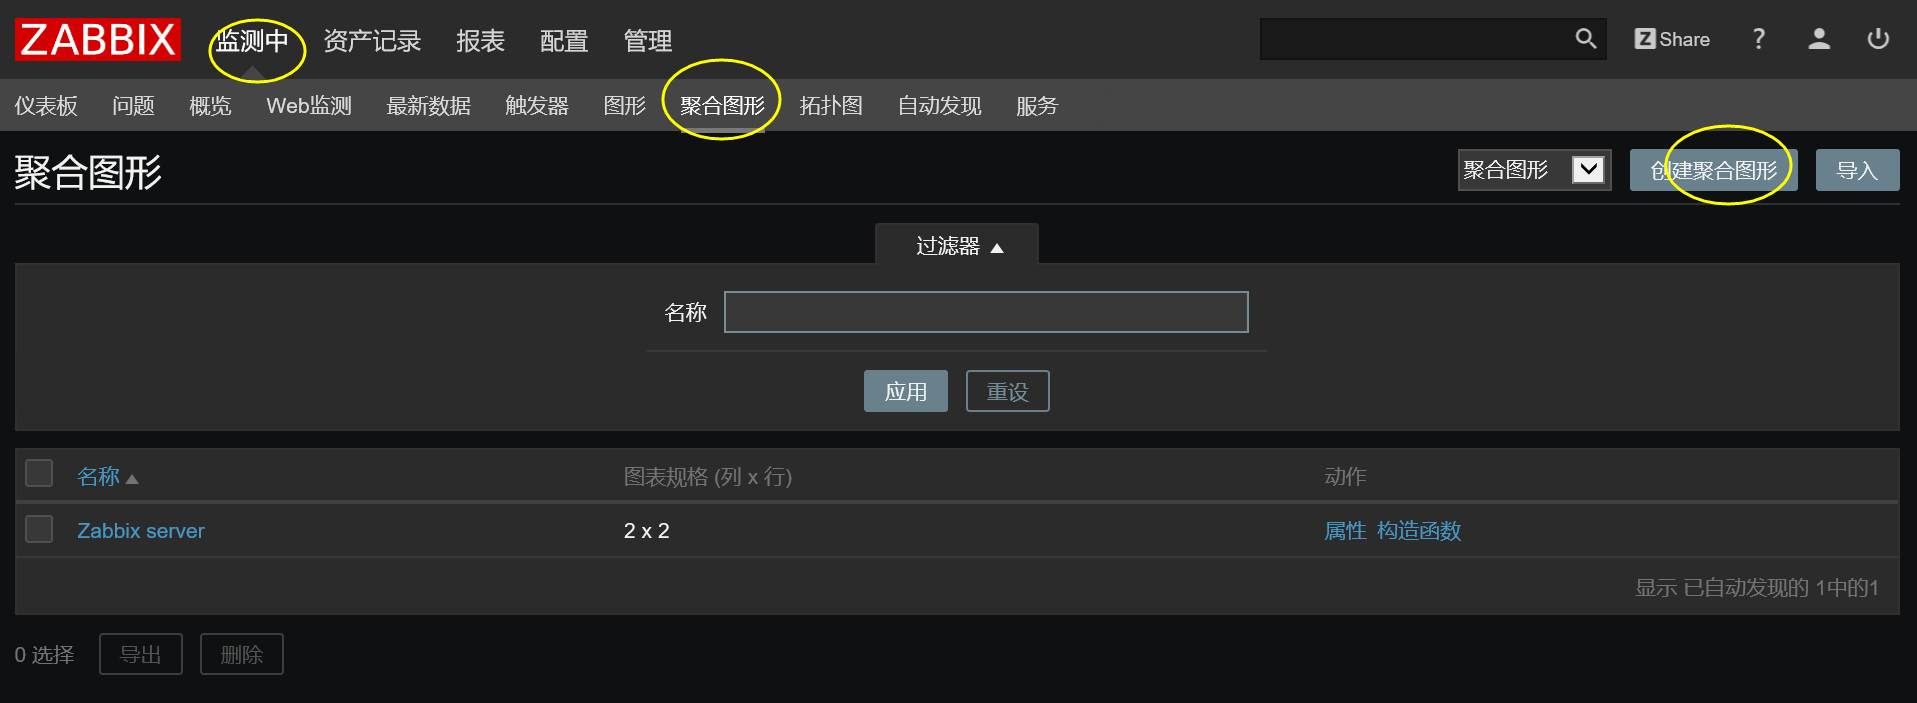 ZABBIX 监测中 资产记录 报表 配置 管理 Z Share ?
仪表板 问题 概览 Web监测 最新数据 触发器 图形 聚合图形 拓扑图 自动发现 服务
聚合图形 聚合图形 创建聚合图形 导入
过滤器
名称
应用 重设
名称 图表规格 (列 x 行) 动作
Zabbix server 2 x 2 属性 构造函数
显示 已自动发现的 1中的1
0 选择 导出 删除